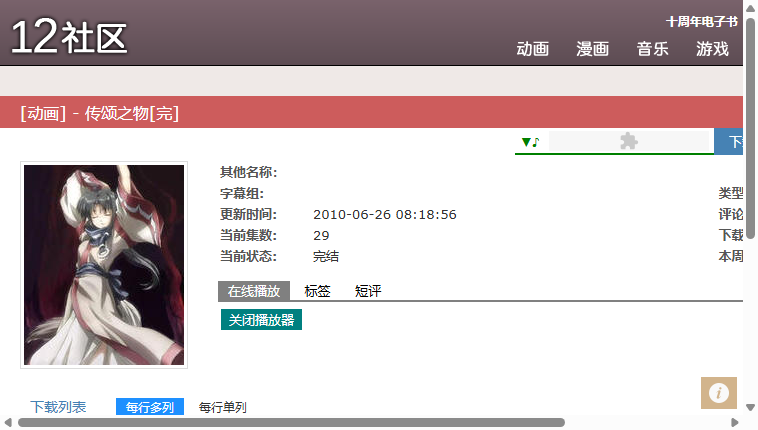 12社区
十周年电子书
动画 漫画 音乐 游戏
[动画] - 传颂之物[完]
▼♪
其他名称：
字幕组： 类型
更新时间： 2010-06-26 08:18:56 评论
当前集数： 29 下载
当前状态： 完结 本周
在线播放 标签 短评
关闭播放器
下载列表 每行多列 每行单列